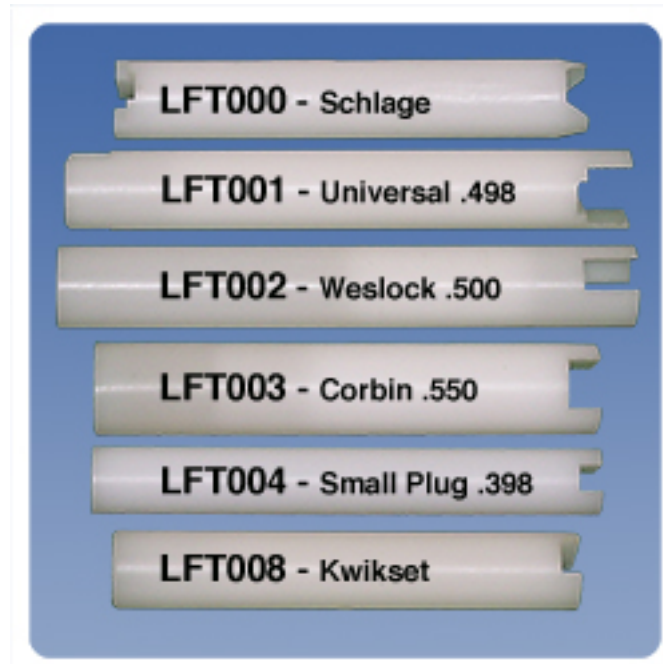 LFT000 - Schlage
LFT001 - Universal .498
LFT002 - Weslock .500
LFT003 - Corbin .550
LFT004 - Small Plug .398
LFT008 - Kwikset